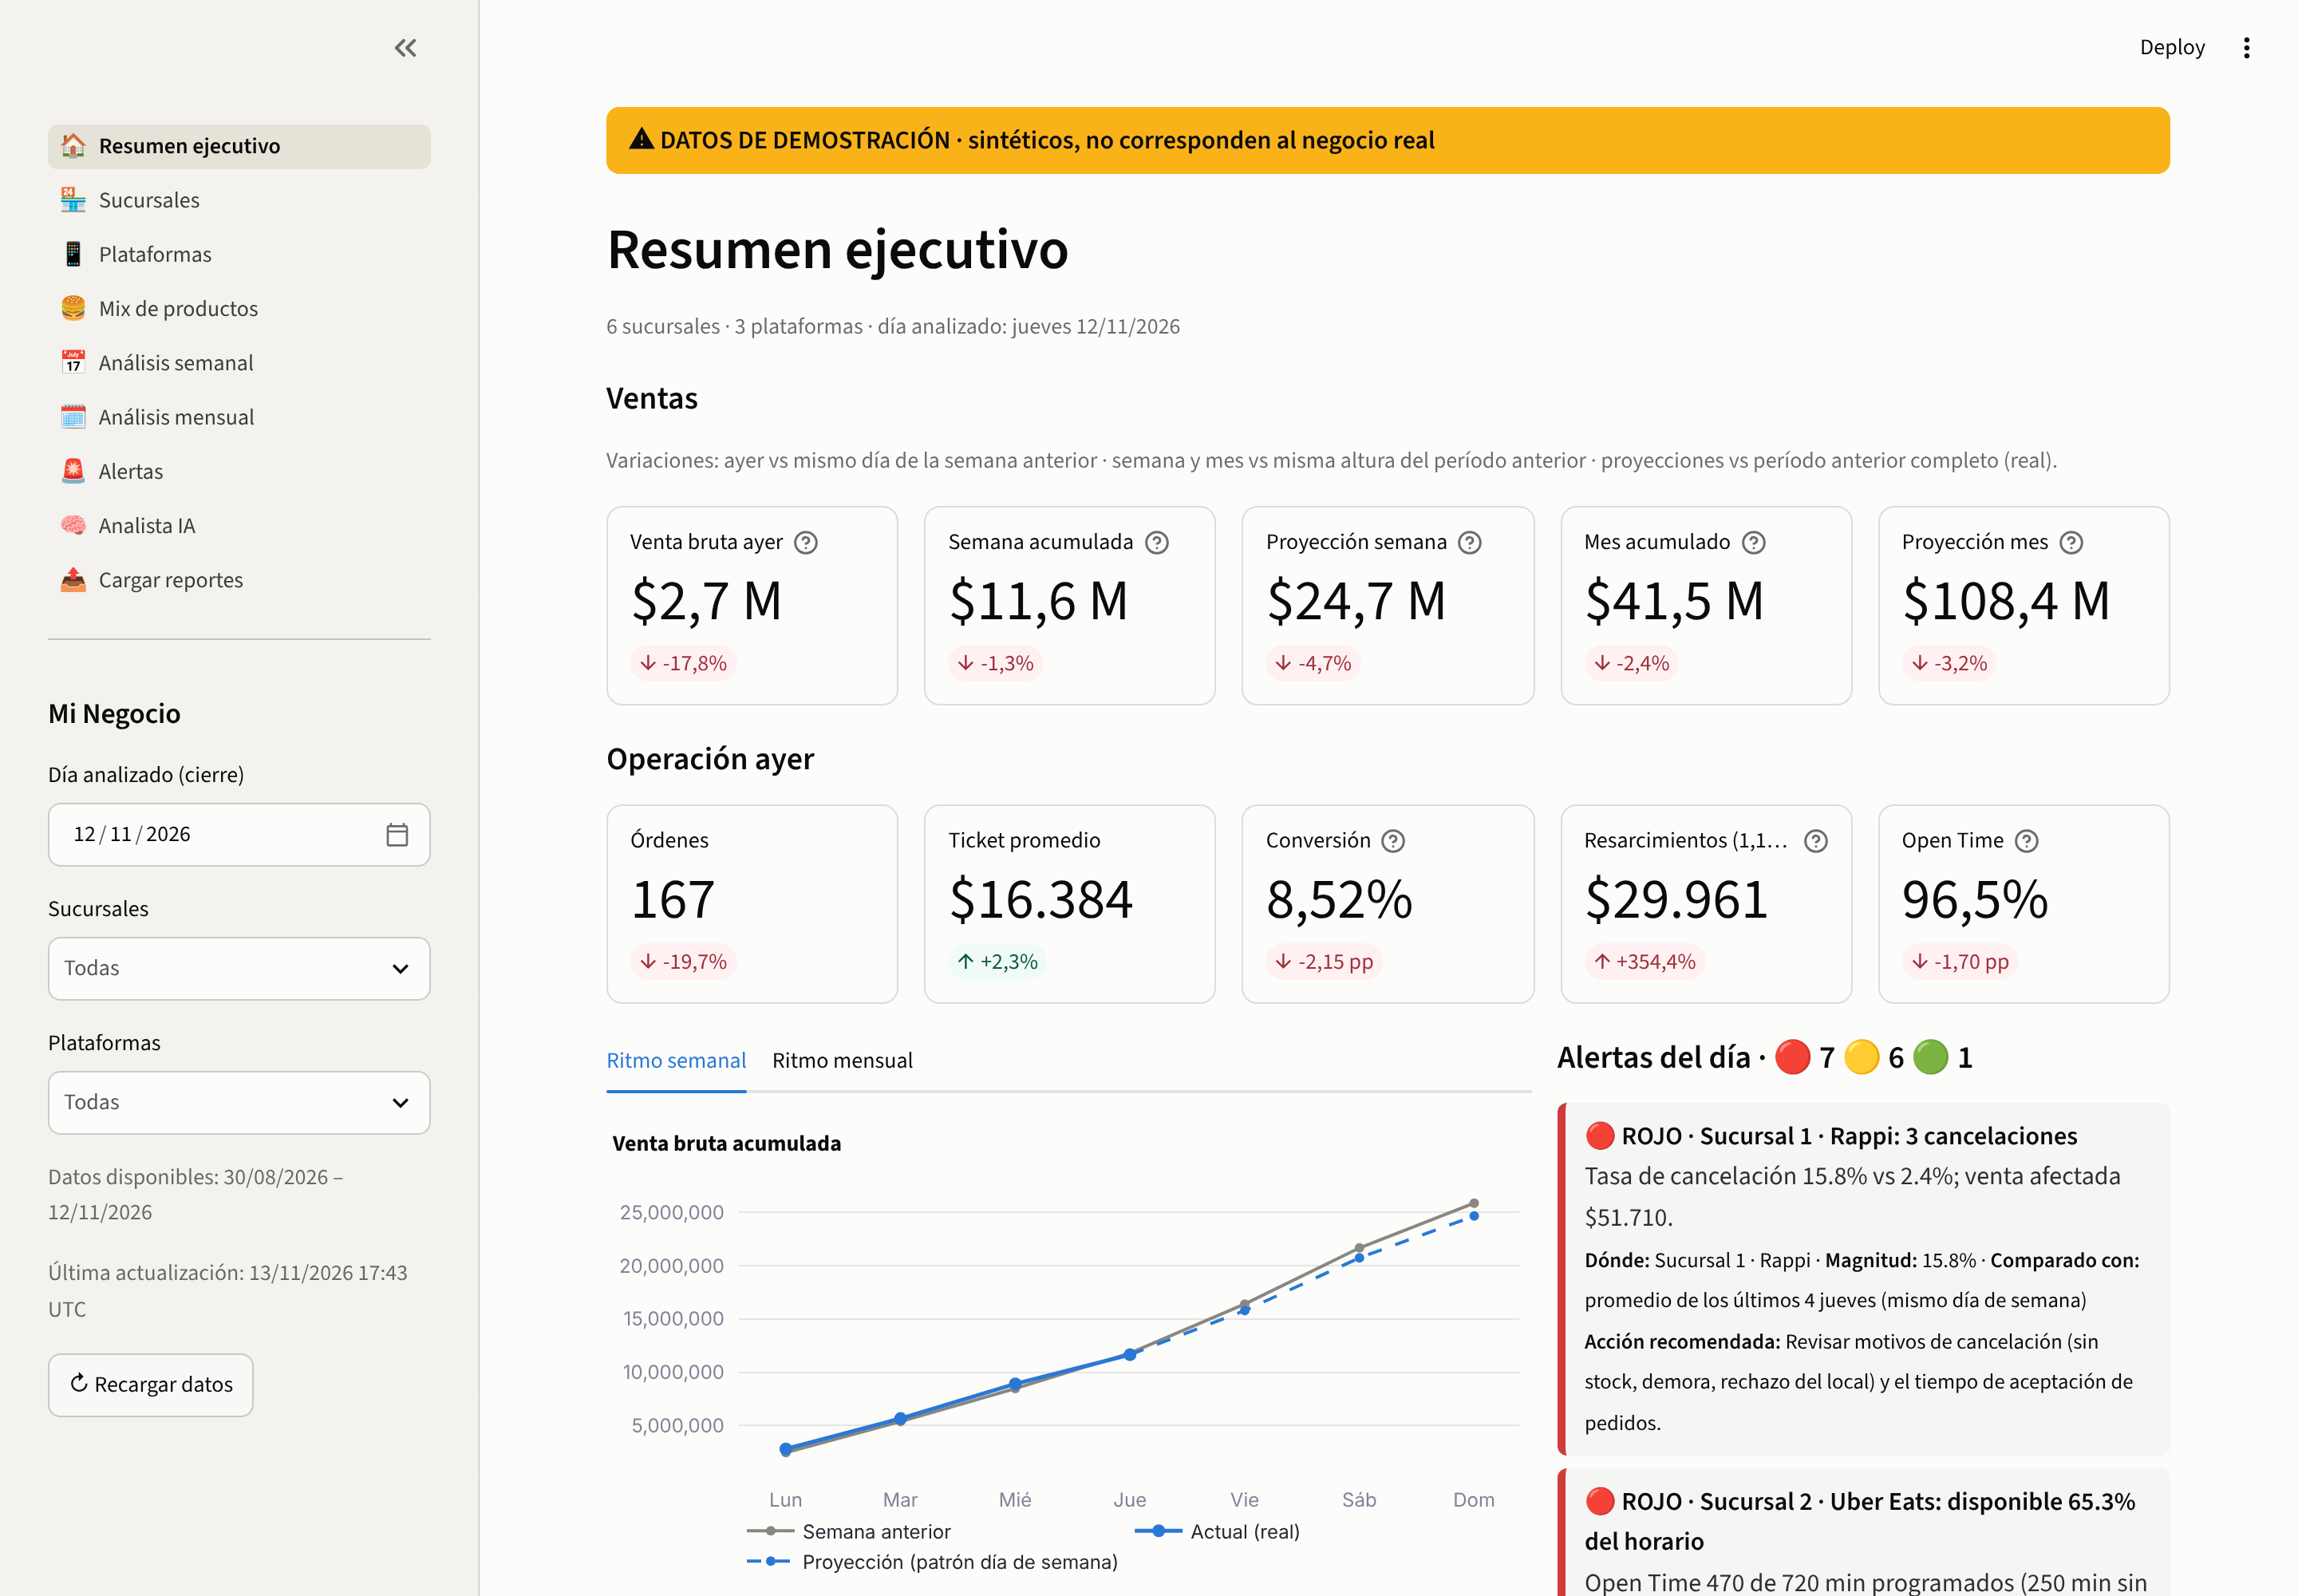 Deploy
Resumen ejecutivo
Sucursales
Plataformas
Mix de productos
Análisis semanal
Análisis mensual
Alertas
Analista IA
Cargar reportes
Mi Negocio
Día analizado (cierre)
12/11/2026
Sucursales
Todas
Plataformas
Todas
Datos disponibles: 30/08/2026 –
12/11/2026
Última actualización: 13/11/2026 17:43
UTC
↻ Recargar datos
⚠ DATOS DE DEMOSTRACIÓN · sintéticos, no corresponden al negocio real
Resumen ejecutivo
6 sucursales · 3 plataformas · día analizado: jueves 12/11/2026
Ventas
Variaciones: ayer vs mismo día de la semana anterior · semana y mes vs misma altura del período anterior · proyecciones vs período anterior completo (real).
Venta bruta ayer
$2,7 M
↓ -17,8%
Semana acumulada
$11,6 M
↓ -1,3%
Proyección semana
$24,7 M
↓ -4,7%
Mes acumulado
$41,5 M
↓ -2,4%
Proyección mes
$108,4 M
↓ -3,2%
Operación ayer
Órdenes
167
↓ -19,7%
Ticket promedio
$16.384
↑ +2,3%
Conversión
8,52%
↓ -2,15 pp
Resarcimientos (1,1...
$29.961
↑ +354,4%
Open Time
96,5%
↓ -1,70 pp
Ritmo semanal
Ritmo mensual
Venta bruta acumulada
25,000,000
20,000,000
15,000,000
10,000,000
5,000,000
Lun Mar Mié Jue Vie Sáb Dom
Semana anterior
Actual (real)
Proyección (patrón día de semana)
Alertas del día · 🔴 7 🟡 6 🟢 1
🔴 ROJO · Sucursal 1 · Rappi: 3 cancelaciones
Tasa de cancelación 15.8% vs 2.4%; venta afectada
$51.710.
Dónde: Sucursal 1 · Rappi · Magnitud: 15.8% · Comparado con:
promedio de los últimos 4 jueves (mismo día de semana)
Acción recomendada: Revisar motivos de cancelación (sin
stock, demora, rechazo del local) y el tiempo de aceptación de
pedidos.
🔴 ROJO · Sucursal 2 · Uber Eats: disponible 65.3%
del horario
Open Time 470 de 720 min programados (250 min sin